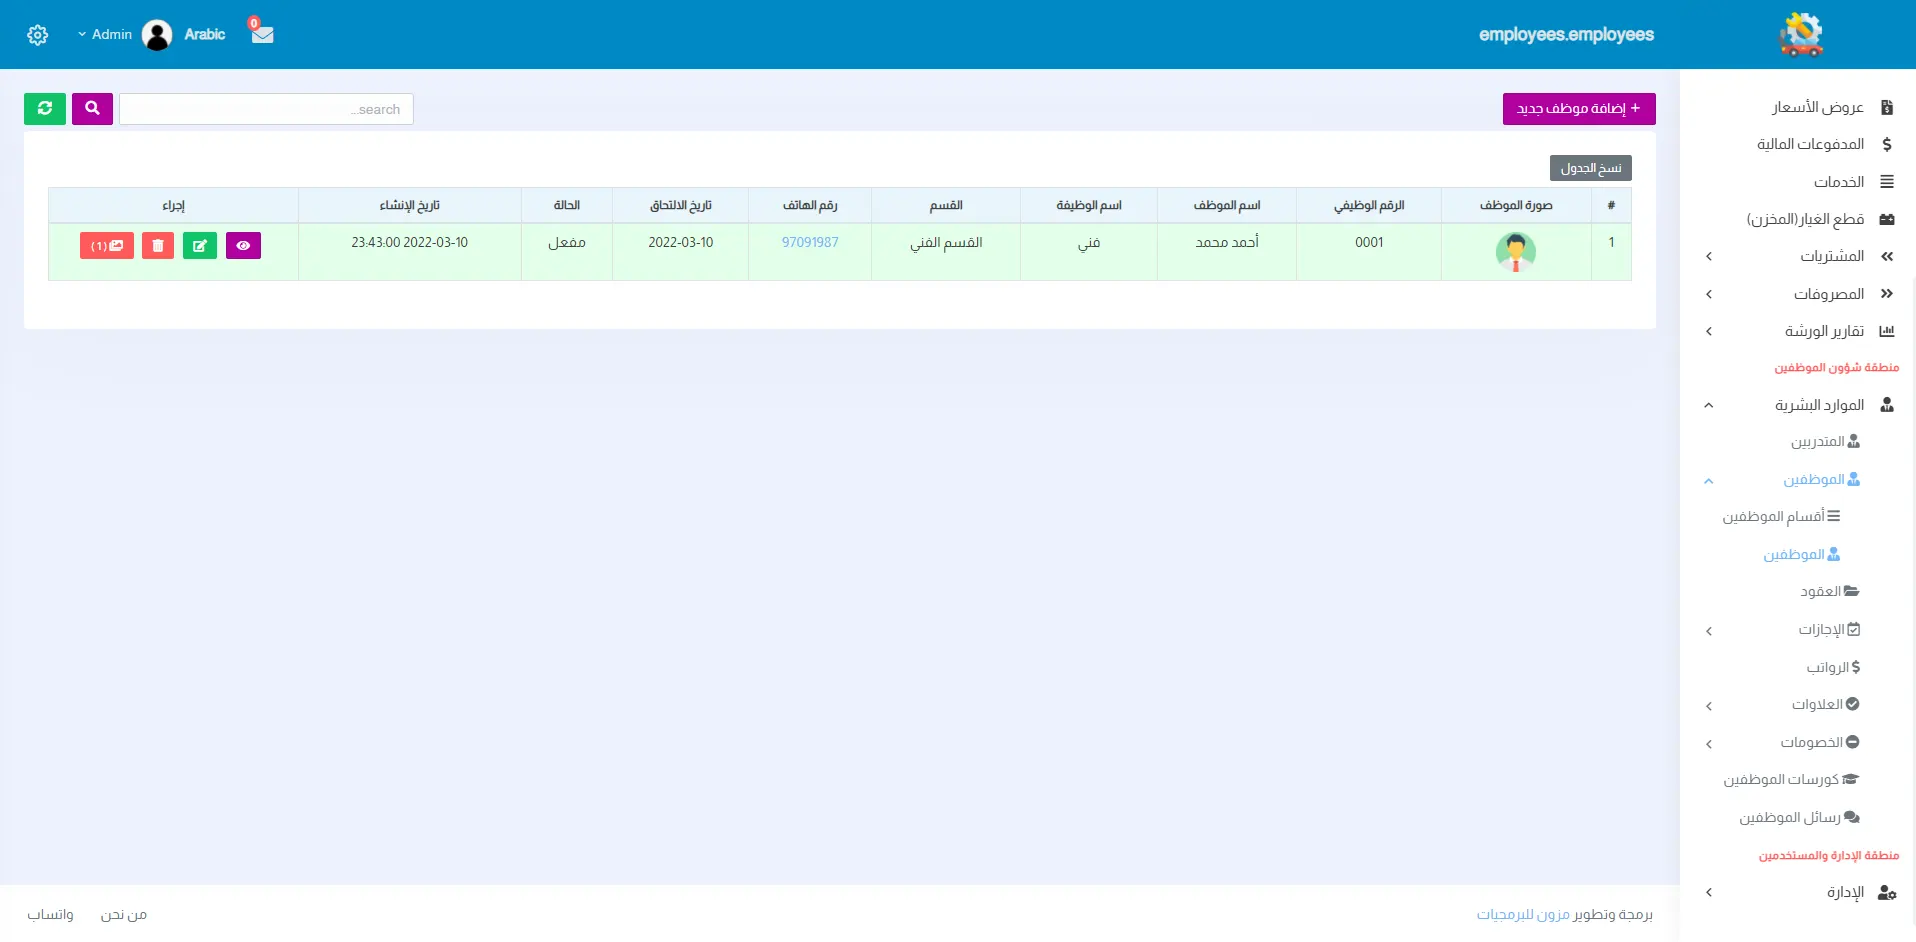 employees.employees
0
Arabic
Admin
عروض الأسعار
المدفوعات المالية
الخدمات
قطع الغيار(المخزن)
المشتريات
المصروفات
تقارير الورشة
منطقة شؤون الموظفين
الموارد البشرية
المتدربين
الموظفين
أقسام الموظفين
الموظفين
العقود
الإجازات
الرواتب
العلاوات
الخصومات
كورسات الموظفين
رسائل الموظفين
منطقة الإدارة والمستخدمين
الإدارة
+ إضافة موظف جديد
search...
نسخ الجدول
# صورة الموظف الرقم الوظيفي اسم الموظف اسم الوظيفة القسم رقم الهاتف تاريخ الالتحاق الحالة تاريخ الإنشاء إجراء
1 0001 أحمد محمد فني القسم الفني 97091987 2022-03-10 مفعل 2022-03-10 23:43:00 (1)
برمجة وتطوير مزون للبرمجيات
من نحن
واتساب